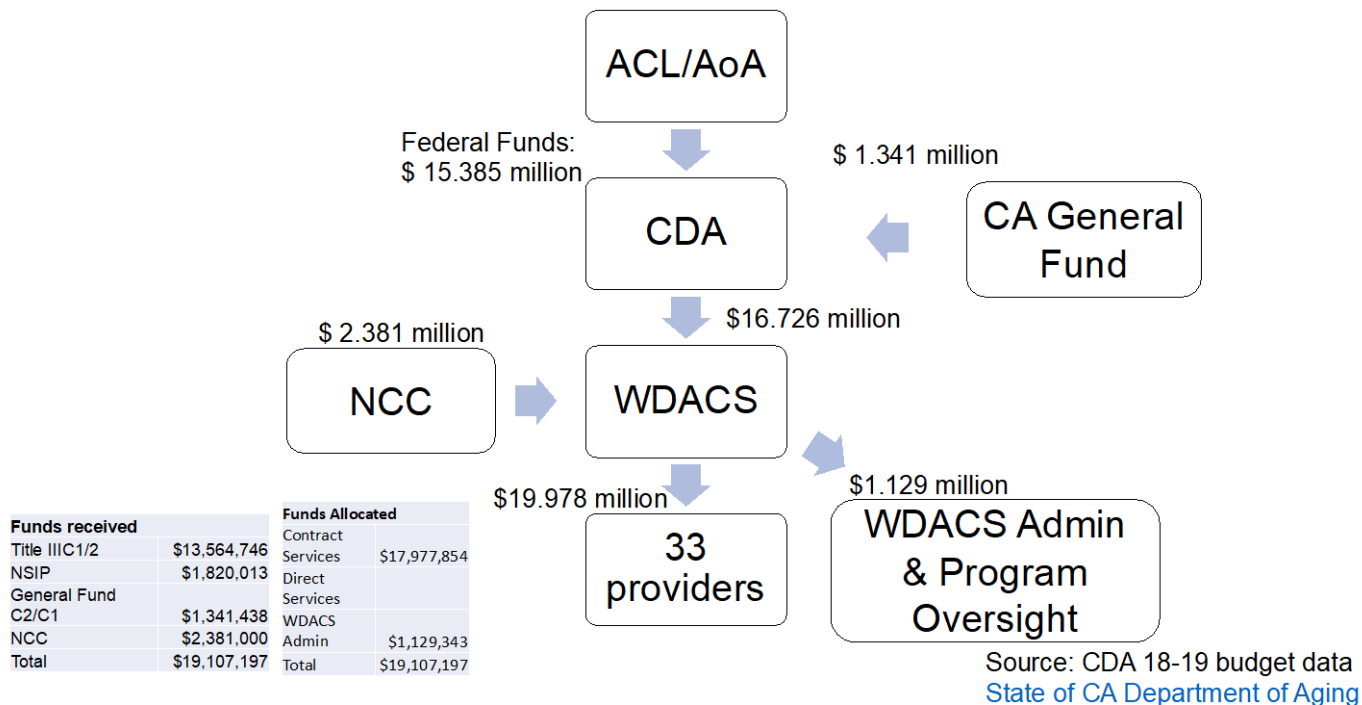 ACL/AoA
Federal Funds:
$ 15.385 million
$ 1.341 million
CDA
CA General
Fund
$16.726 million
$ 2.381 million
NCC
WDACS
$19.978 million
$1.129 million
33
providers
WDACS Admin
& Program
Oversight
Funds received
Title IIIC1/2 $13,564,746
NSIP $1,820,013
General Fund
C2/C1 $1,341,438
NCC $2,381,000
Total $19,107,197
Funds Allocated
Contract
Services $17,977,854
Direct
Services
WDACS
Admin $1,129,343
Total $19,107,197
Source: CDA 18-19 budget data
State of CA Department of Aging